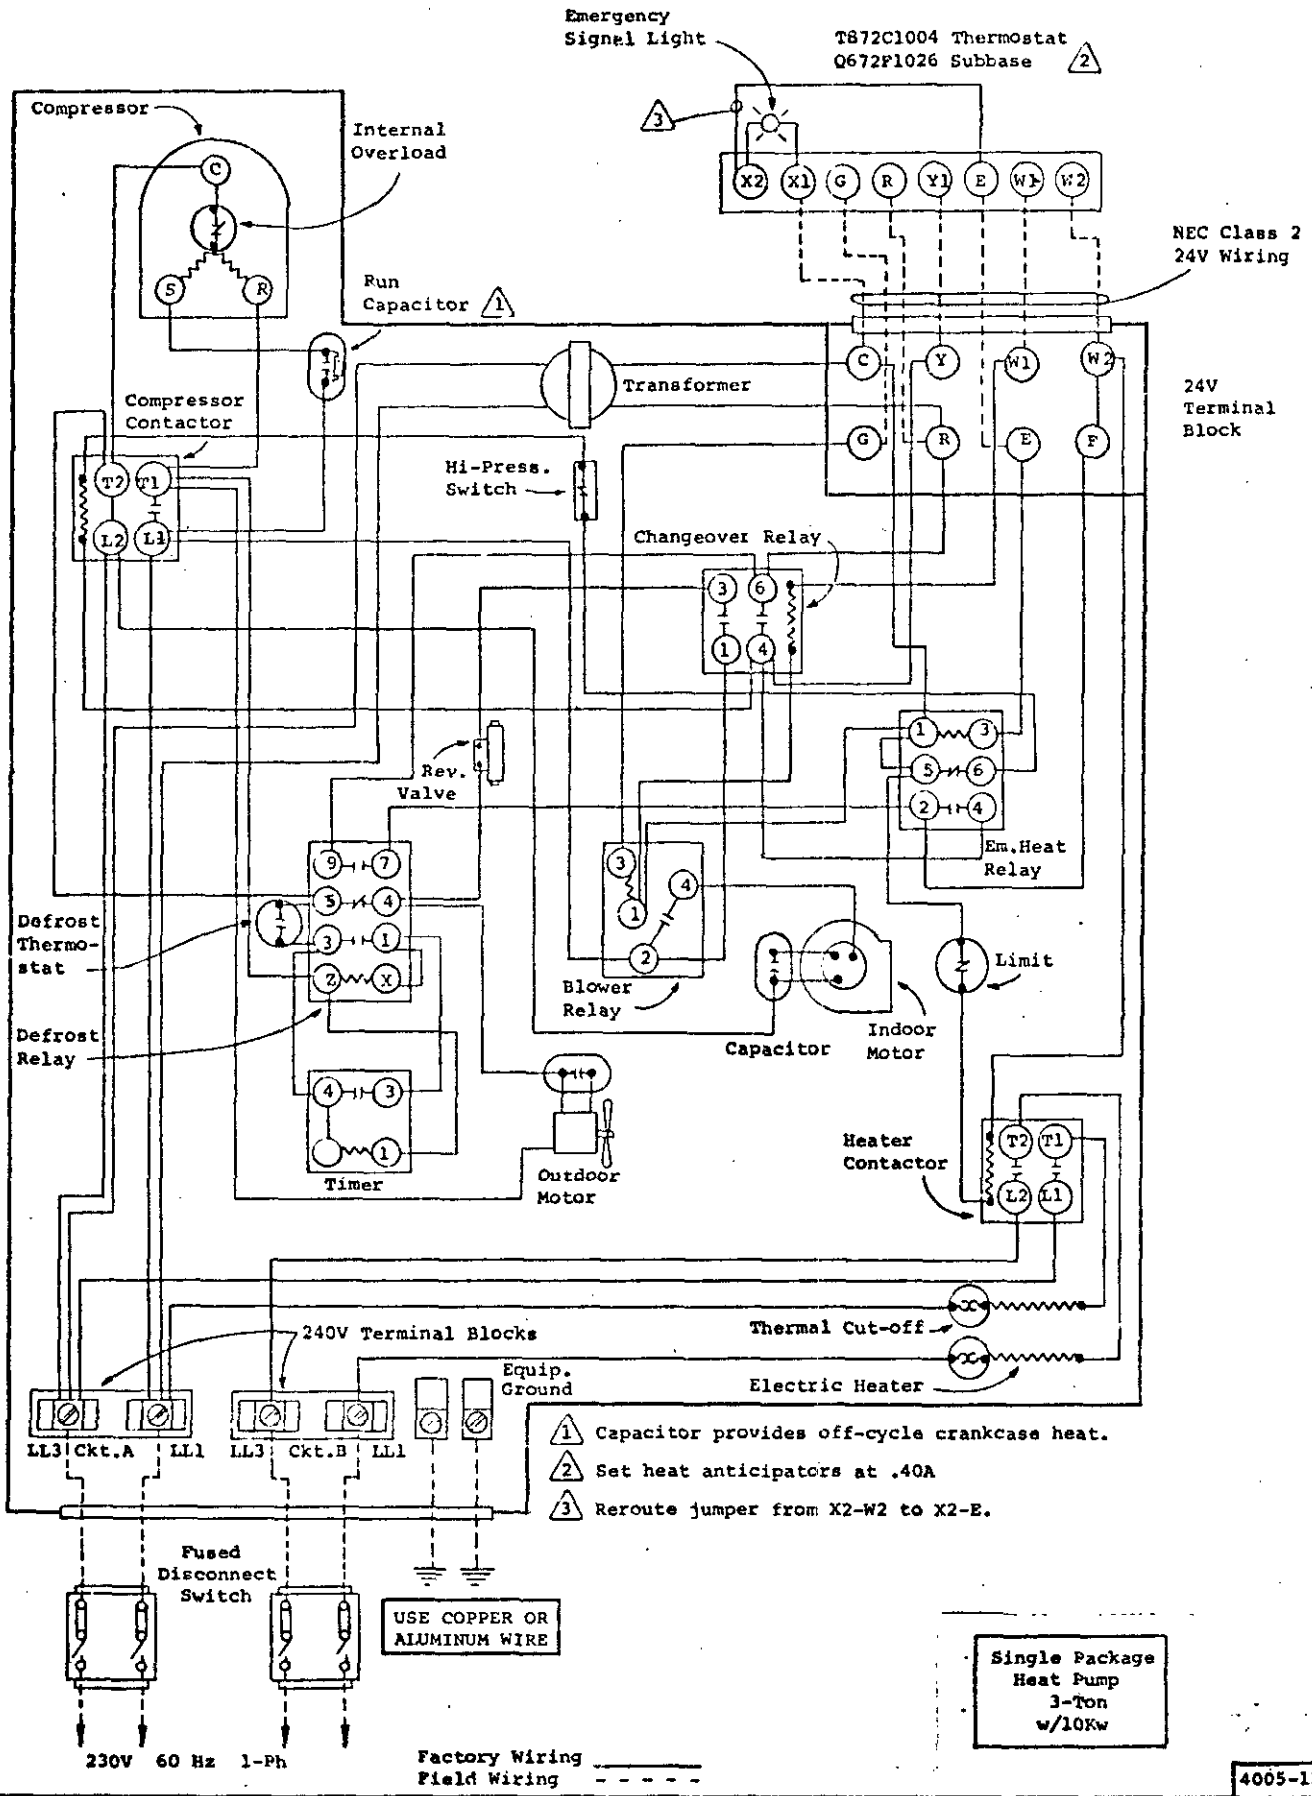 Emergency
Signel Light
T872C1004 Thermostat
Q672F1026 Subbase
2
3
X2 X1 G R Y1 E W1 W2
NEC Class 2
24V Wiring
Compressor
Internal
Overload
C
S R
Run
Capacitor
1
C Y W1 W2
G R E F
24V
Terminal
Block
Transformer
Compressor
Contactor
T2 T1
L2 L1
Hi-Press.
Switch
Changeover Relay
3 6
1 4
Rev.
Valve
1 3
5 6
2 4
Em.Heat
Relay
9 7
5 4
3 1
2 X
Defrost
Thermo-
stat
Defrost
Relay
3
4
1
2
Blower
Relay
Capacitor
Indoor
Motor
Limit
4 3
1
Timer
Outdoor
Motor
Heater
Contactor
T2 T1
L2 L1
Thermal Cut-off
Electric Heater
240V Terminal Blocks
Equip.
Ground
LL3 Ckt.A LL1
LL3 Ckt.B LL1
1 Capacitor provides off-cycle crankcase heat.
2 Set heat anticipators at .40A
3 Reroute jumper from X2-W2 to X2-E.
Fused
Disconnect
Switch
USE COPPER OR
ALUMINUM WIRE
Single Package
Heat Pump
3-Ton
w/10Kw
230V 60 Hz 1-Ph
Factory Wiring
Field Wiring